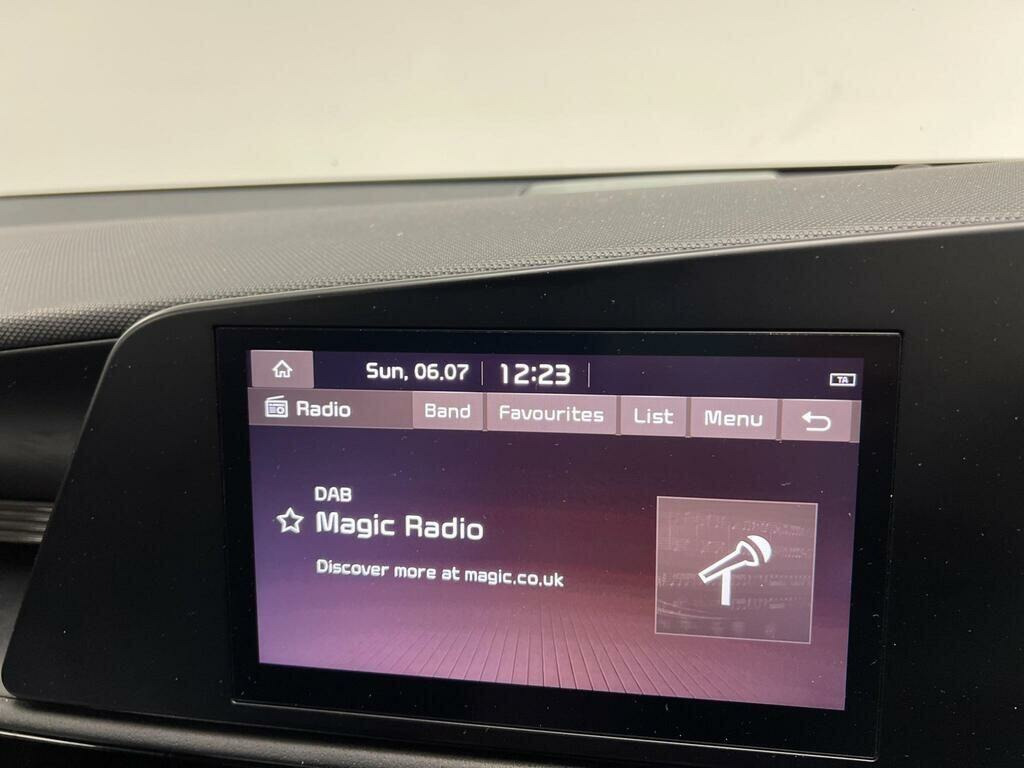 Sun, 06.07 12:23 TA
Radio Band Favourites List Menu
DAB
Magic Radio
Discover more at magic.co.uk